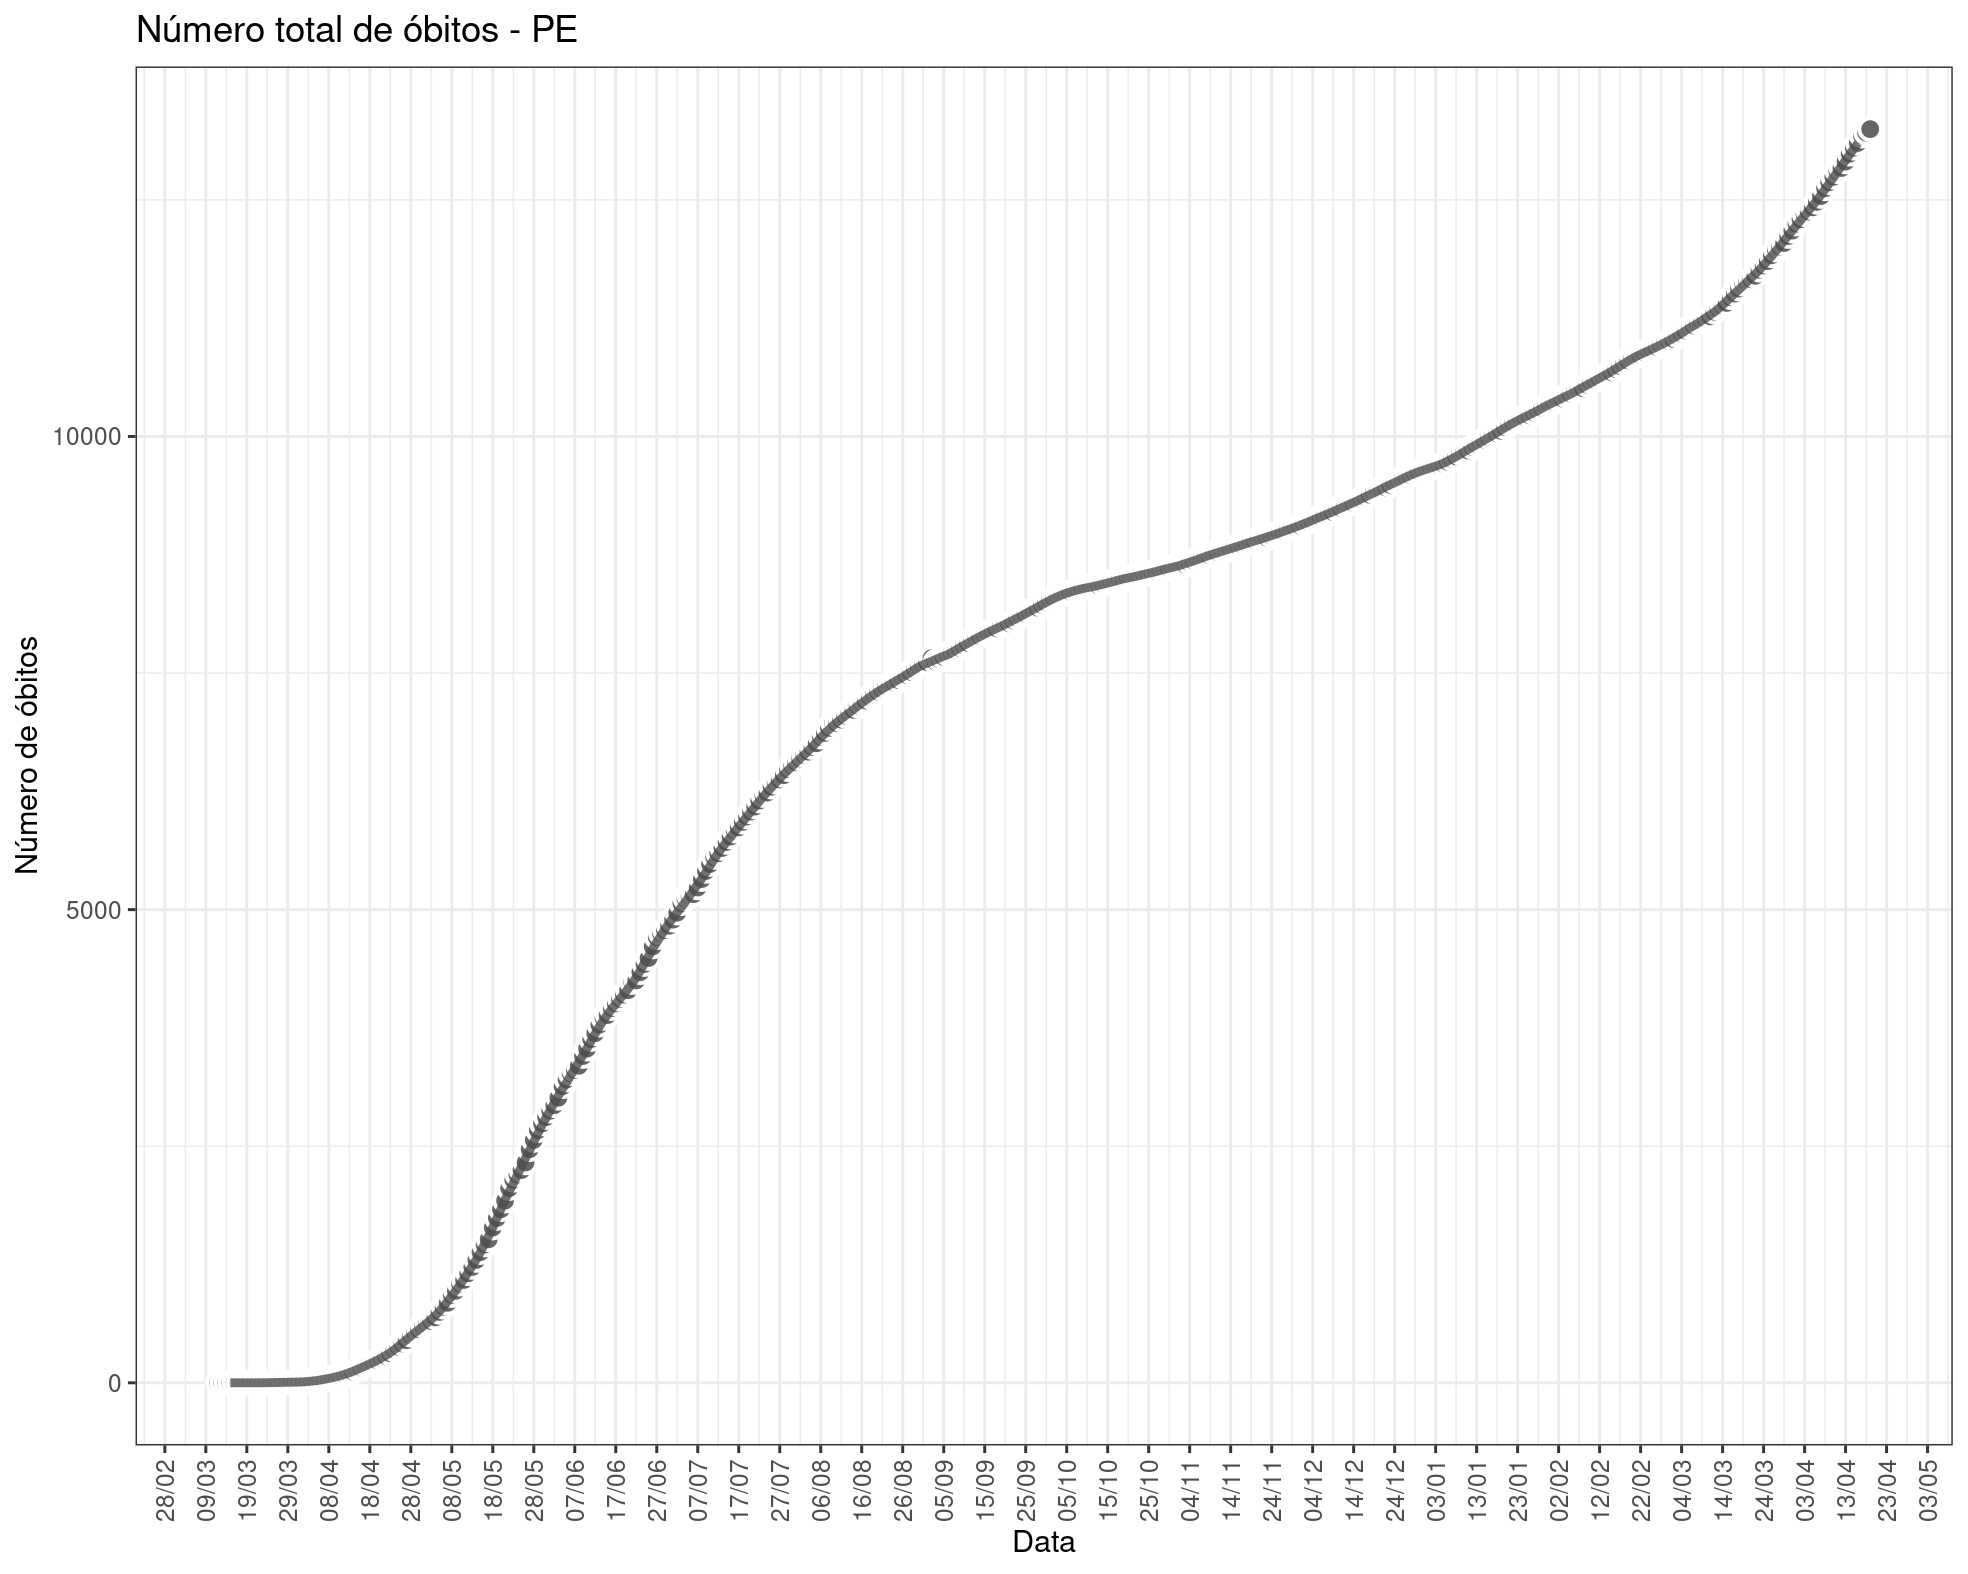 Número total de óbitos - PE
Número de óbitos
10000
5000
0
28/02 09/03 19/03 29/03 08/04 18/04 28/04 08/05 18/05 28/05 07/06 17/06 27/06 07/07 17/07 27/07 06/08 16/08 26/08 05/09 15/09 25/09 05/10 15/10 25/10 04/11 14/11 24/11 04/12 14/12 24/12 03/01 13/01 23/01 02/02 12/02 22/02 04/03 14/03 24/03 03/04 13/04 23/04 03/05
Data